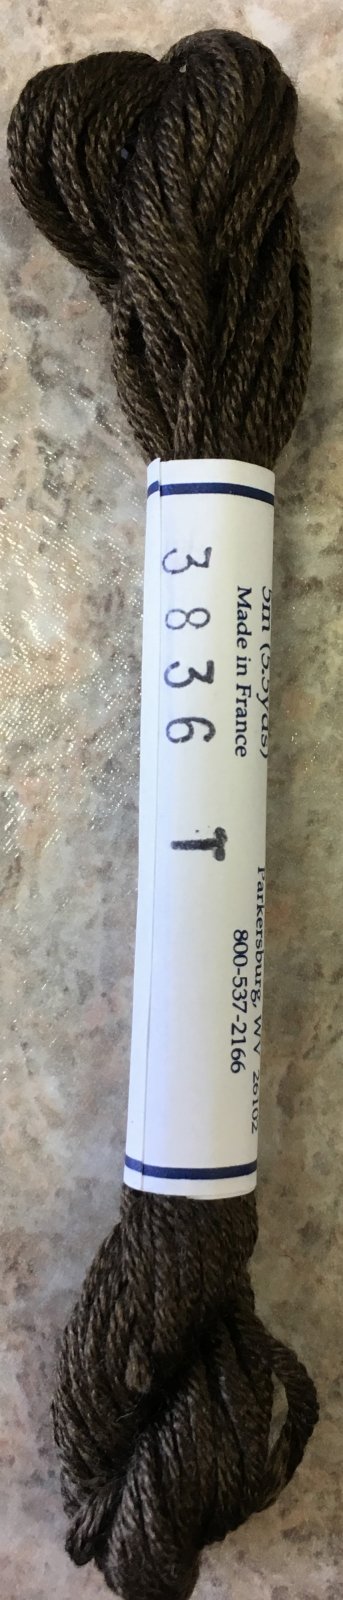 5m (5.5yds)
Made in France
Parkersburg, WV 26102
800-537-2166
3836 T